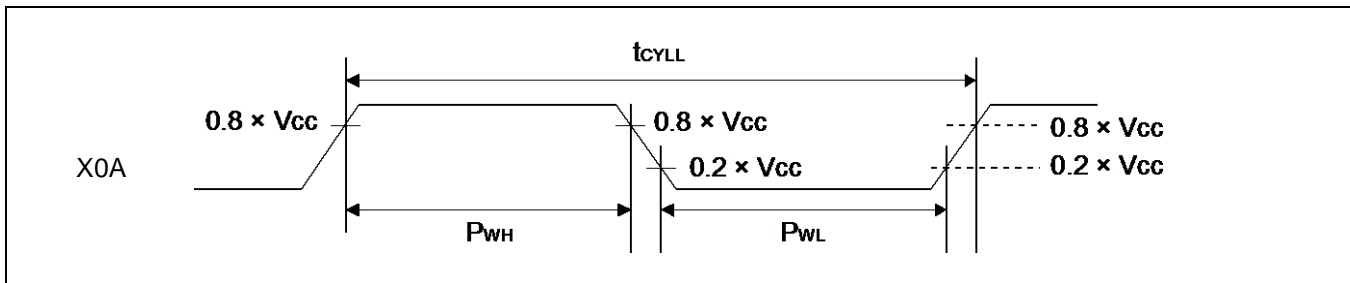 tCYLL
0.8 × Vcc
0.8 × Vcc
0.8 × Vcc
X0A
0.2 × Vcc
0.2 × Vcc
PWH
PWL